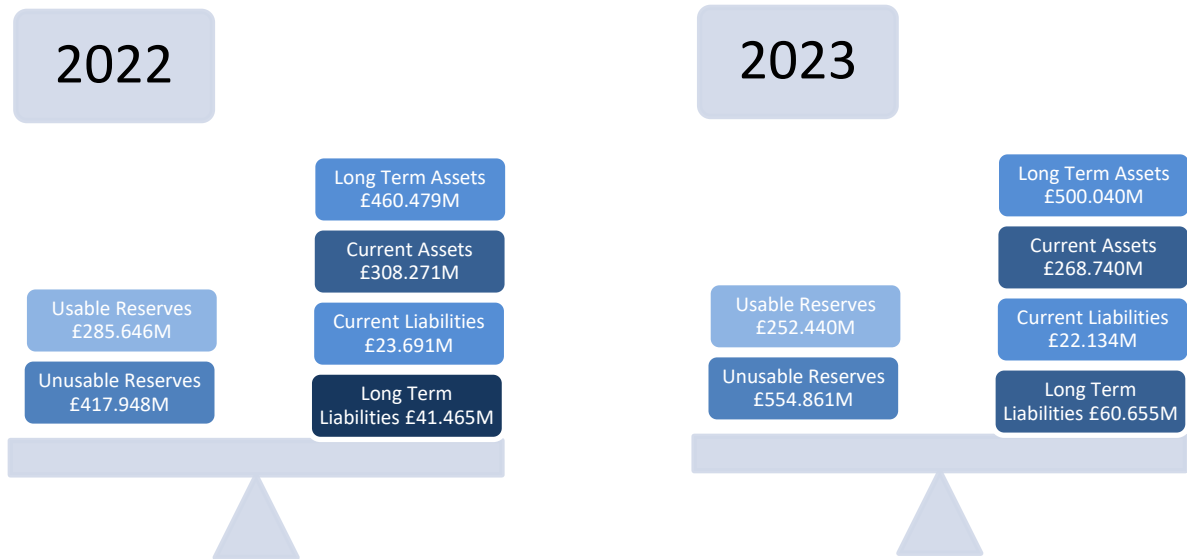 2022
Long Term Assets
£460.479M
Current Assets
£308.271M
Usable Reserves
£285.646M
Current Liabilities
£23.691M
Unusable Reserves
£417.948M
Long Term
Liabilities £41.465M
2023
Long Term Assets
£500.040M
Current Assets
£268.740M
Usable Reserves
£252.440M
Current Liabilities
£22.134M
Unusable Reserves
£554.861M
Long Term
Liabilities £60.655M